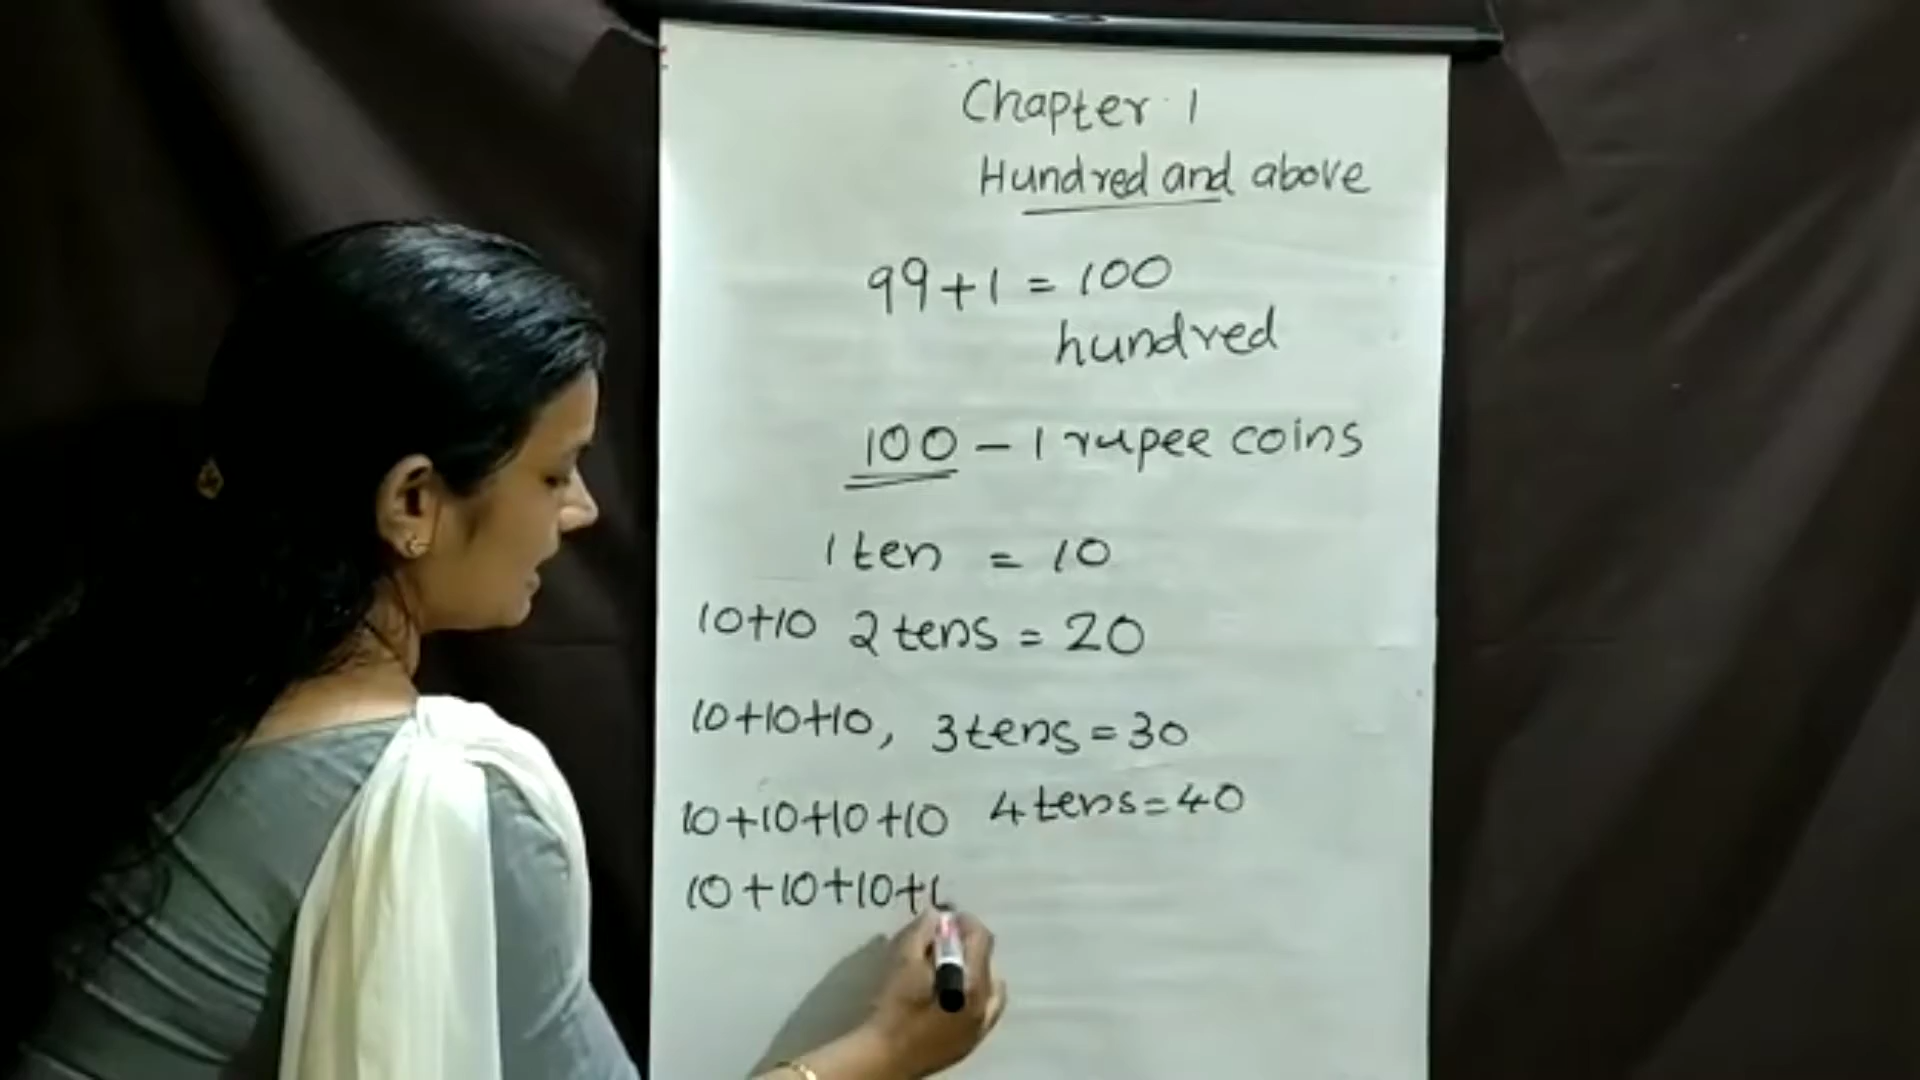 Chapter 1
Hundred and above
99+1 = 100
hundred
100 - 1 rupee coins
1 ten = 10
10+10 2 tens = 20
10+10+10, 3 tens = 30
10+10+10+10 4 tens = 40
10+10+10+1